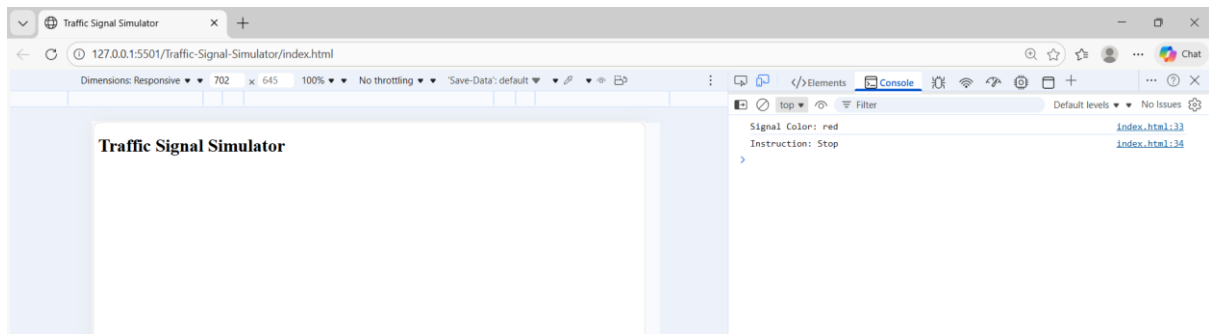 Traffic Signal Simulator
127.0.0.1:5501/Traffic-Signal-Simulator/index.html
Chat
Dimensions: Responsive 702 x 645 100% No throttling 'Save-Data': default
</>Elements Console
top Filter Default levels No Issues
Signal Color: red index.html:33
Instruction: Stop index.html:34
Traffic Signal Simulator